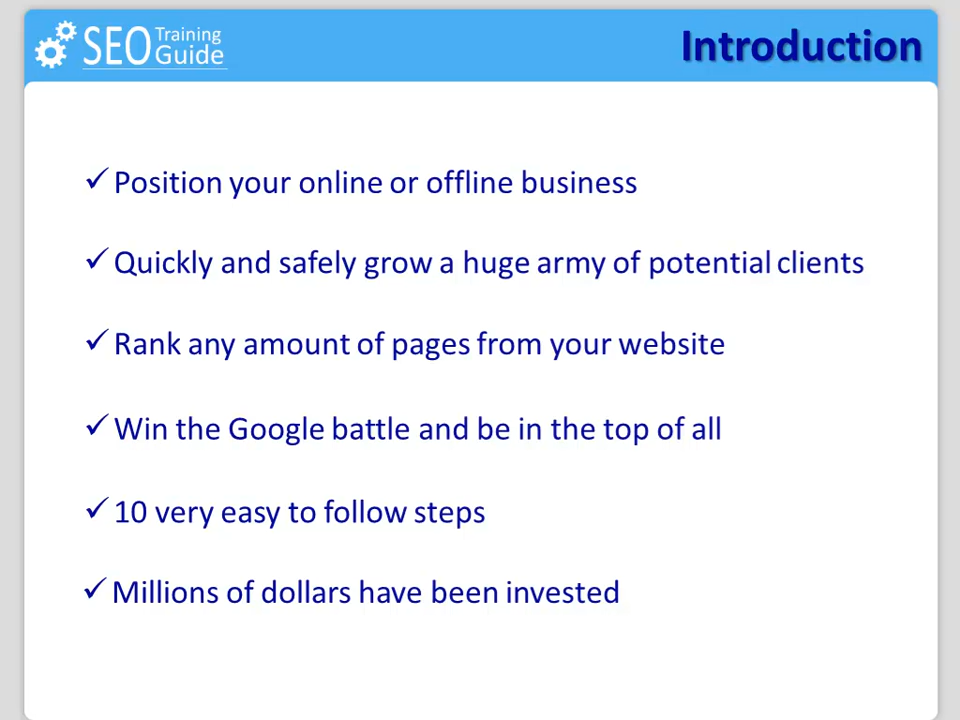 SEO Training Guide
Introduction
✓ Position your online or offline business
✓ Quickly and safely grow a huge army of potential clients
✓ Rank any amount of pages from your website
✓ Win the Google battle and be in the top of all
✓ 10 very easy to follow steps
✓ Millions of dollars have been invested